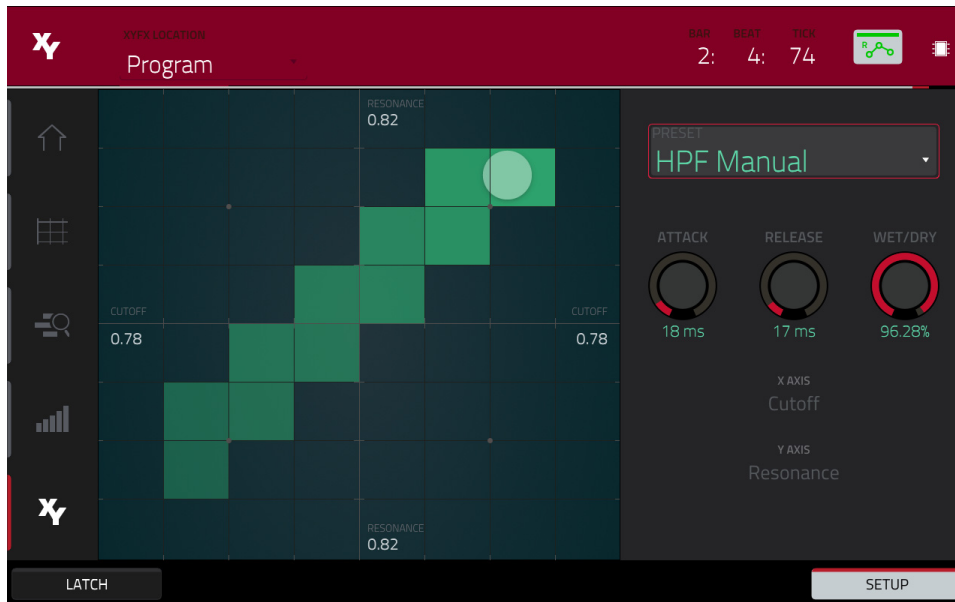 XY
XYFX LOCATION
Program
BAR BEAT TICK
2: 4: 74
R
RESONANCE
0.82
CUTOFF
0.78
CUTOFF
0.78
RESONANCE
0.82
PRESET
HPF Manual
ATTACK RELEASE WET/DRY
18 ms 17 ms 96.28%
X AXIS
Cutoff
Y AXIS
Resonance
XY
LATCH
SETUP